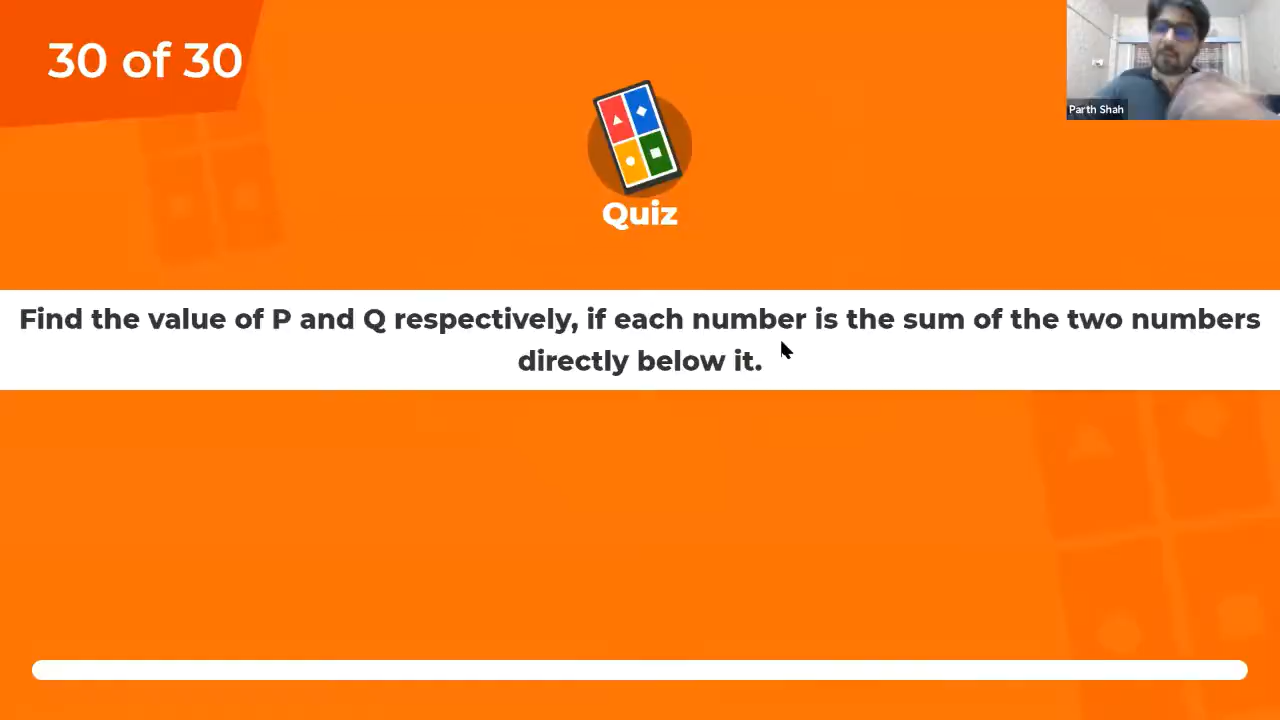 30 of 30
Parth Shah
Quiz
Find the value of P and Q respectively, if each number is the sum of the two numbers
directly below it.